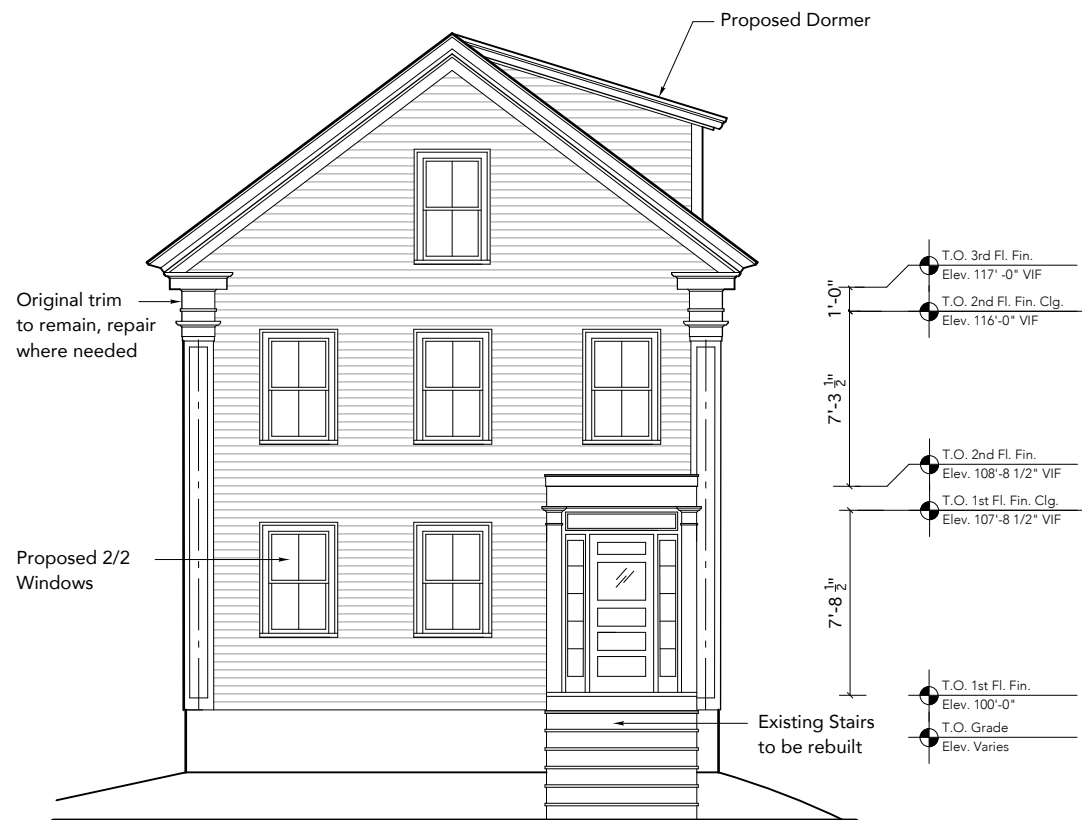 Proposed Dormer
Original trim
to remain, repair
where needed
Proposed 2/2
Windows
Existing Stairs
to be rebuilt
1'-0"
7'-3 1/2"
7'-8 1/2"
T.O. 3rd Fl. Fin.
Elev. 117' -0" VIF
T.O. 2nd Fl. Fin. Clg.
Elev. 116'-0" VIF
T.O. 2nd Fl. Fin.
Elev. 108'-8 1/2" VIF
T.O. 1st Fl. Fin. Clg.
Elev. 107'-8 1/2" VIF
T.O. 1st Fl. Fin.
Elev. 100'-0"
T.O. Grade
Elev. Varies